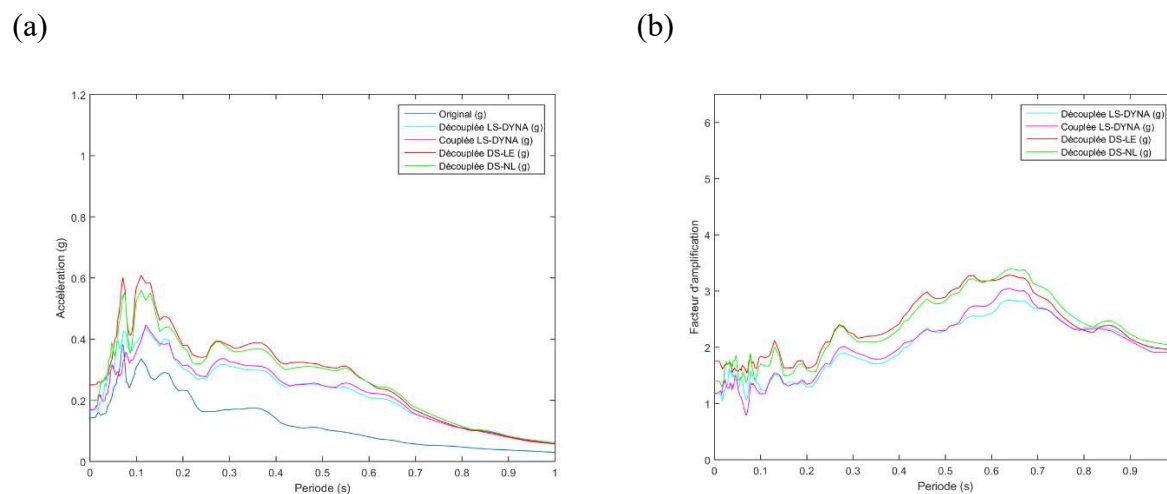 (a)
(b)
1.2
1
0.8
0.6
0.4
0.2
0
Accélération (g)
Original (g)
Découplée LS-DYNA (g)
Couplée LS-DYNA (g)
Découplée DS-LE (g)
Découplée DS-NL (g)
0 0.1 0.2 0.3 0.4 0.5 0.6 0.7 0.8 0.9 1
Periode (s)
6
5
4
3
2
1
0
Facteur d'amplification
Découplée LS-DYNA (g)
Couplée LS-DYNA (g)
Découplée DS-LE (g)
Découplée DS-NL (g)
0 0.1 0.2 0.3 0.4 0.5 0.6 0.7 0.8 0.9
Periode (s)